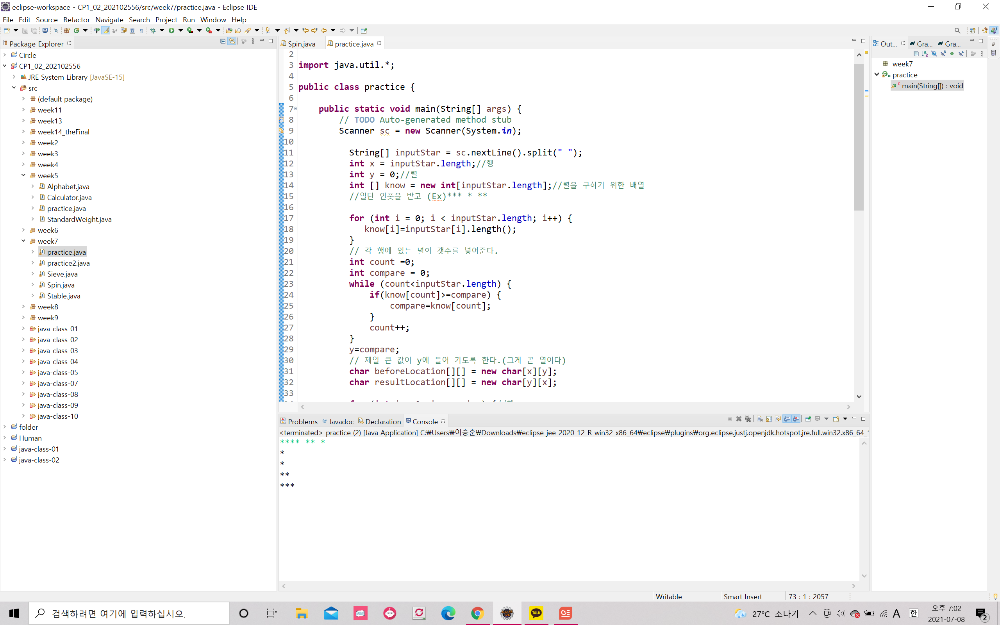 eclipse-workspace - CP1_02_202102556/src/week7/practice.java - Eclipse IDE
File Edit Source Refactor Navigate Search Project Run Window Help
Package Explorer
Circle
CP1_02_202102556
JRE System Library [JavaSE-15]
src
(default package)
week11
week13
week14_theFinal
week2
week3
week4
week5
Alphabet.java
Calculator.java
practice.java
StandardWeight.java
week6
week7
practice.java
practice2.java
Sieve.java
Spin.java
Stable.java
week8
week9
java-class-01
java-class-02
java-class-03
java-class-04
java-class-05
java-class-07
java-class-08
java-class-09
java-class-10
folder
Human
java-class-01
java-class-02
Spin.java practice.java
2
3 import java.util.*;
4
5 public class practice {
6
7 public static void main(String[] args) {
8 // TODO Auto-generated method stub
9 Scanner sc = new Scanner(System.in);
10
11 String[] inputStar = sc.nextLine().split(" ");
12 int x = inputStar.length;//행
13 int y = 0;//렬
14 int [] know = new int[inputStar.length];//렬을 구하기 위한 배열
15 //일단 인풋을 받고 (Ex)*** * **
16
17 for (int i = 0; i < inputStar.length; i++) {
18 know[i]=inputStar[i].length();
19 }
20 // 각 행에 있는 별의 갯수를 넣어준다.
21 int count =0;
22 int compare = 0;
23 while (count<inputStar.length) {
24 if(know[count]>=compare) {
25 compare=know[count];
26 }
27 count++;
28 }
29 y=compare;
30 // 제일 큰 값이 y에 들어 가도록 한다.(그게 곧 열이다)
31 char beforeLocation[][] = new char[x][y];
32 char resultLocation[][] = new char[y][x];
33
Out... Gra... Gra...
week7
practice
main(String[]) : void
Problems @ Javadoc Declaration Console
<terminated> practice (2) [Java Application] C:₩Users₩이승훈₩Downloads₩eclipse-jee-2020-12-R-win32-x86_64₩eclipse₩plugins₩org.eclipse.justj.openjdk.hotspot.jre.full.win32.x86_64_1
**** ** *
*
*
**
***
Writable Smart Insert 73 : 1 : 2057
검색하려면 여기에 입력하십시오.
TALK
27°C 소나기 A 한
오후 7:02
2021-07-08
2